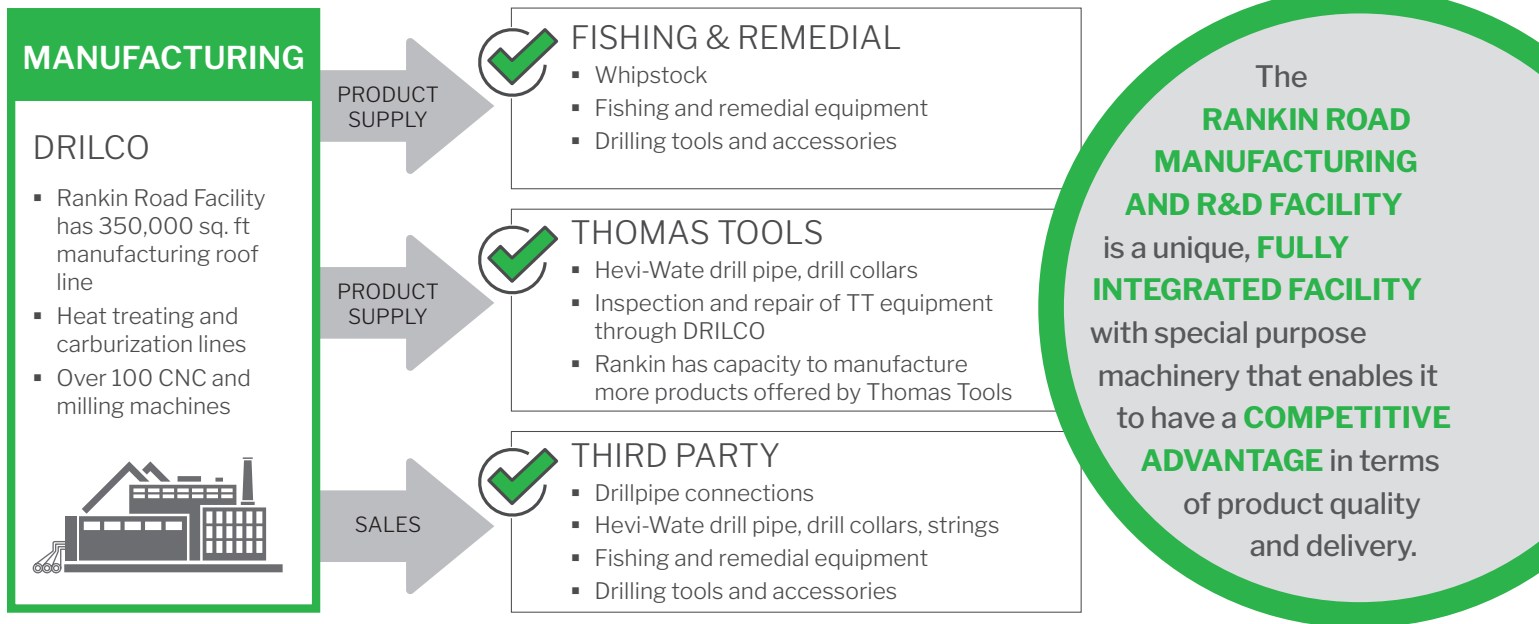 MANUFACTURING
DRILCO
▪ Rankin Road Facility
has 350,000 sq. ft
manufacturing roof
line
▪ Heat treating and
carburization lines
▪ Over 100 CNC and
milling machines
PRODUCT
SUPPLY
FISHING & REMEDIAL
▪ Whipstock
▪ Fishing and remedial equipment
▪ Drilling tools and accessories
PRODUCT
SUPPLY
THOMAS TOOLS
▪ Hevi-Wate drill pipe, drill collars
▪ Inspection and repair of TT equipment
through DRILCO
▪ Rankin has capacity to manufacture
more products offered by Thomas Tools
SALES
THIRD PARTY
▪ Drillpipe connections
▪ Hevi-Wate drill pipe, drill collars, strings
▪ Fishing and remedial equipment
▪ Drilling tools and accessories
The
RANKIN ROAD
MANUFACTURING
AND R&D FACILITY
is a unique, FULLY
INTEGRATED FACILITY
with special purpose
machinery that enables it
to have a COMPETITIVE
ADVANTAGE in terms
of product quality
and delivery.